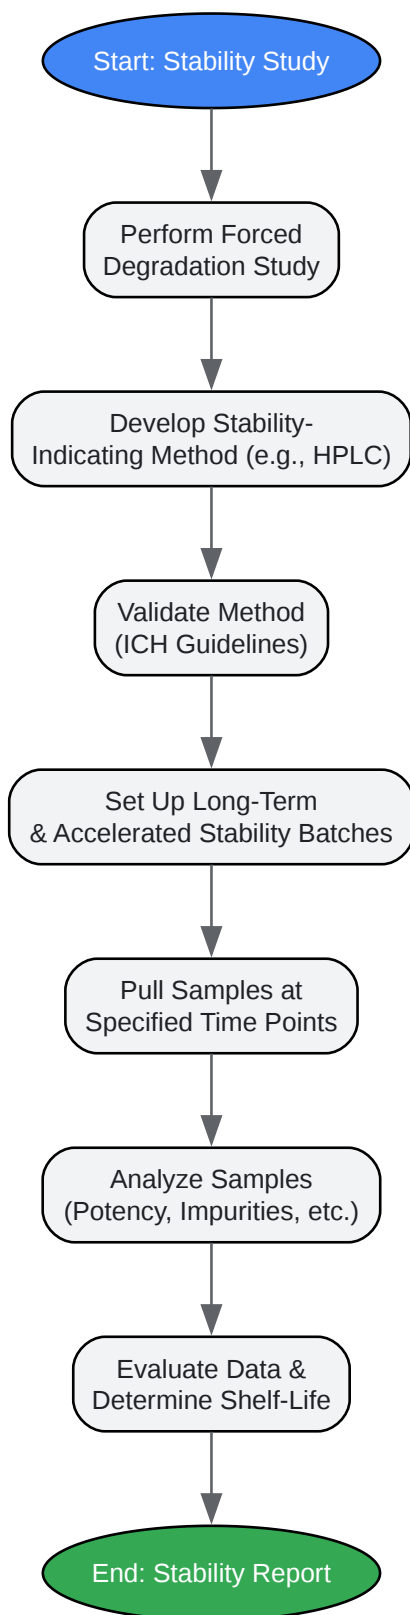 Start: Stability Study
Perform Forced
Degradation Study
Develop Stability-
Indicating Method (e.g., HPLC)
Validate Method
(ICH Guidelines)
Set Up Long-Term
& Accelerated Stability Batches
Pull Samples at
Specified Time Points
Analyze Samples
(Potency, Impurities, etc.)
Evaluate Data &
Determine Shelf-Life
End: Stability Report